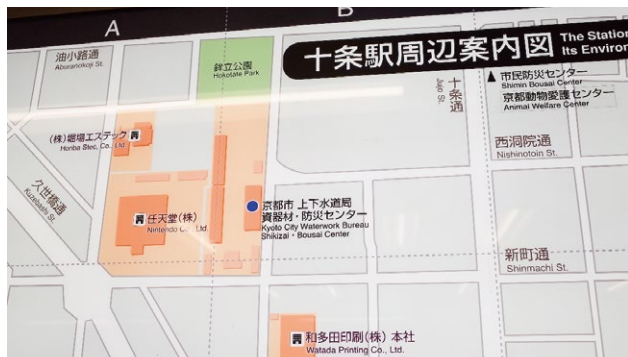 A
B
油小路通
Aburanokoji St.
鉾立公園
Hokotate Park
十条駅周辺案内図
The Station
Its Environ
十条通
Jujo St.
市民防災センター
Shimin Bousai Center
京都動物愛護センター
Animal Welfare Center
(株)堀場エステック
Horiba Stec, Co., Ltd.
西洞院通
Nishinotoin St.
久世橋通
Kuzebashi St.
任天堂(株)
Nintendo Co., Ltd.
京都市 上下水道局
資器材・防災センター
Kyoto City Waterwork Bureau
Shikizai・Bousai Center
新町通
Shinmachi St.
和多田印刷(株) 本社
Watada Printing Co., Ltd.